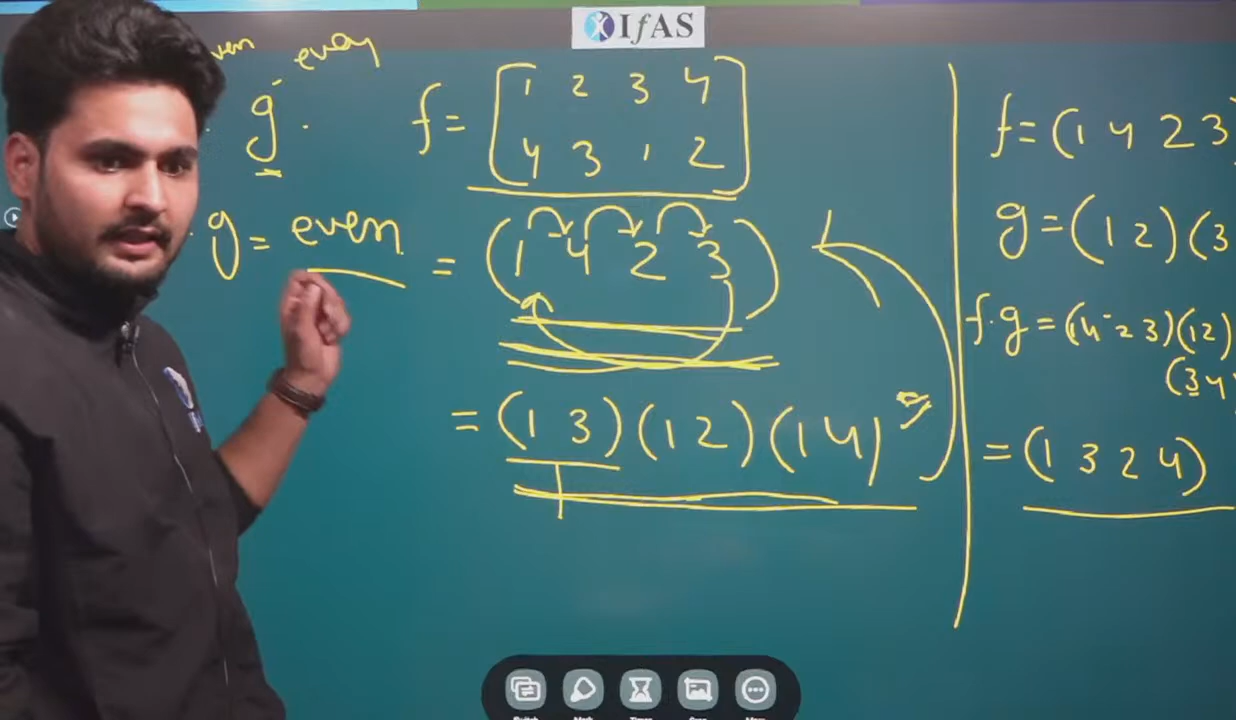 IfAS
ven even
g
f = [ 1 2 3 4
4 3 1 2 ]
g = even = (1 4 2 3)
= (1 3)(1 2)(1 4)
f = (1 4 2 3)
g = (1 2)(3
f·g = (1 4 2 3)(1 2)
(3 4
= (1 3 2 4)